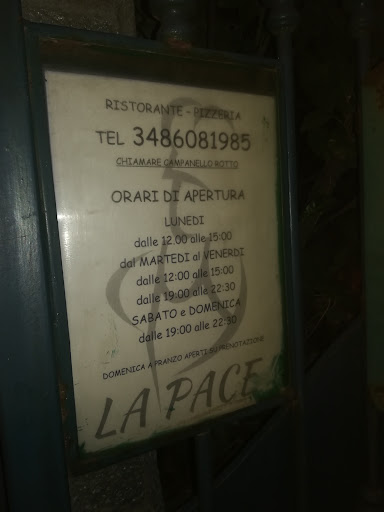 RISTORANTE - PIZZERIA
TEL 3486081985
CHIAMARE CAMPANELLO ROTTO
ORARI DI APERTURA
LUNEDI
dalle 12.00 alle 15:00
dal MARTEDI al VENERDI
dalle 12:00 alle 15:00
dalle 19:00 alle 22:30
SABATO e DOMENICA
dalle 19:00 alle 22:30
DOMENICA A PRANZO APERTI SU PRENOTAZIONE
LA PACE